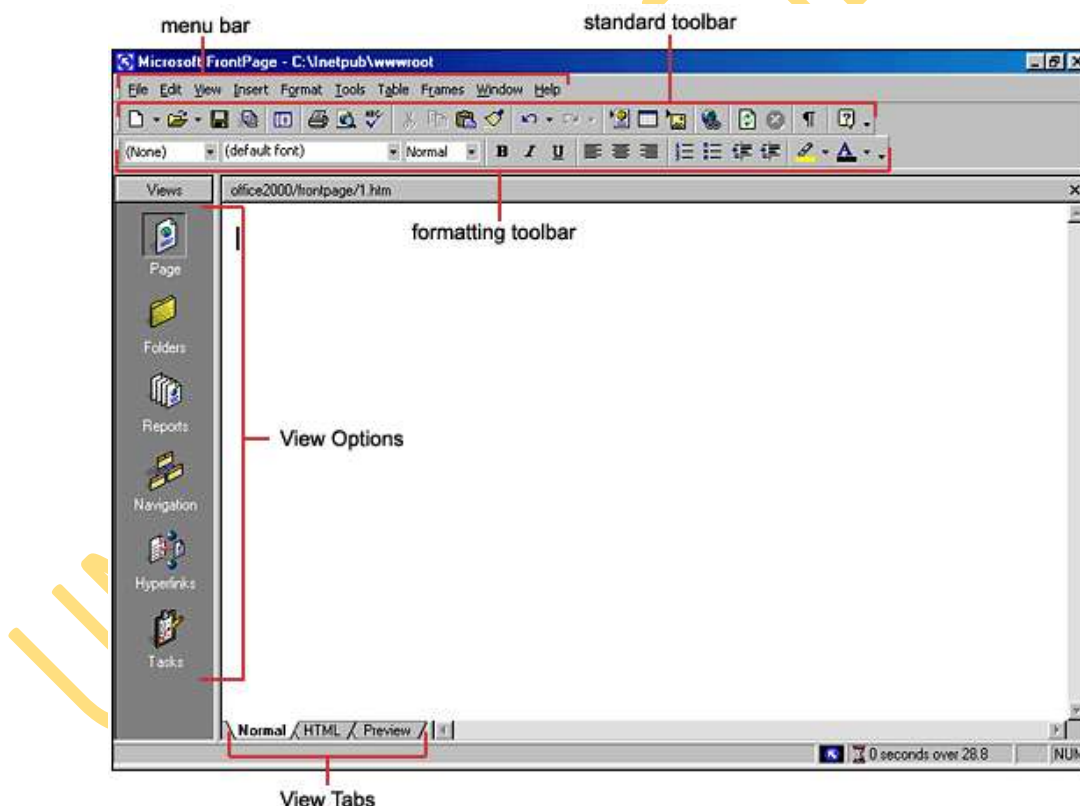 menu bar
standard toolbar
Microsoft FrontPage - C:\Inetpub\wwwroot
File Edit View Insert Format Tools Table Frames Window Help
(None) (default font) Normal B I U A
Views office2000/frontpage/1.htm
formatting toolbar
Page
Folders
Reports
View Options
Navigation
Hyperlinks
Tasks
Normal HTML Preview
0 seconds over 28.8 NUM
View Tabs